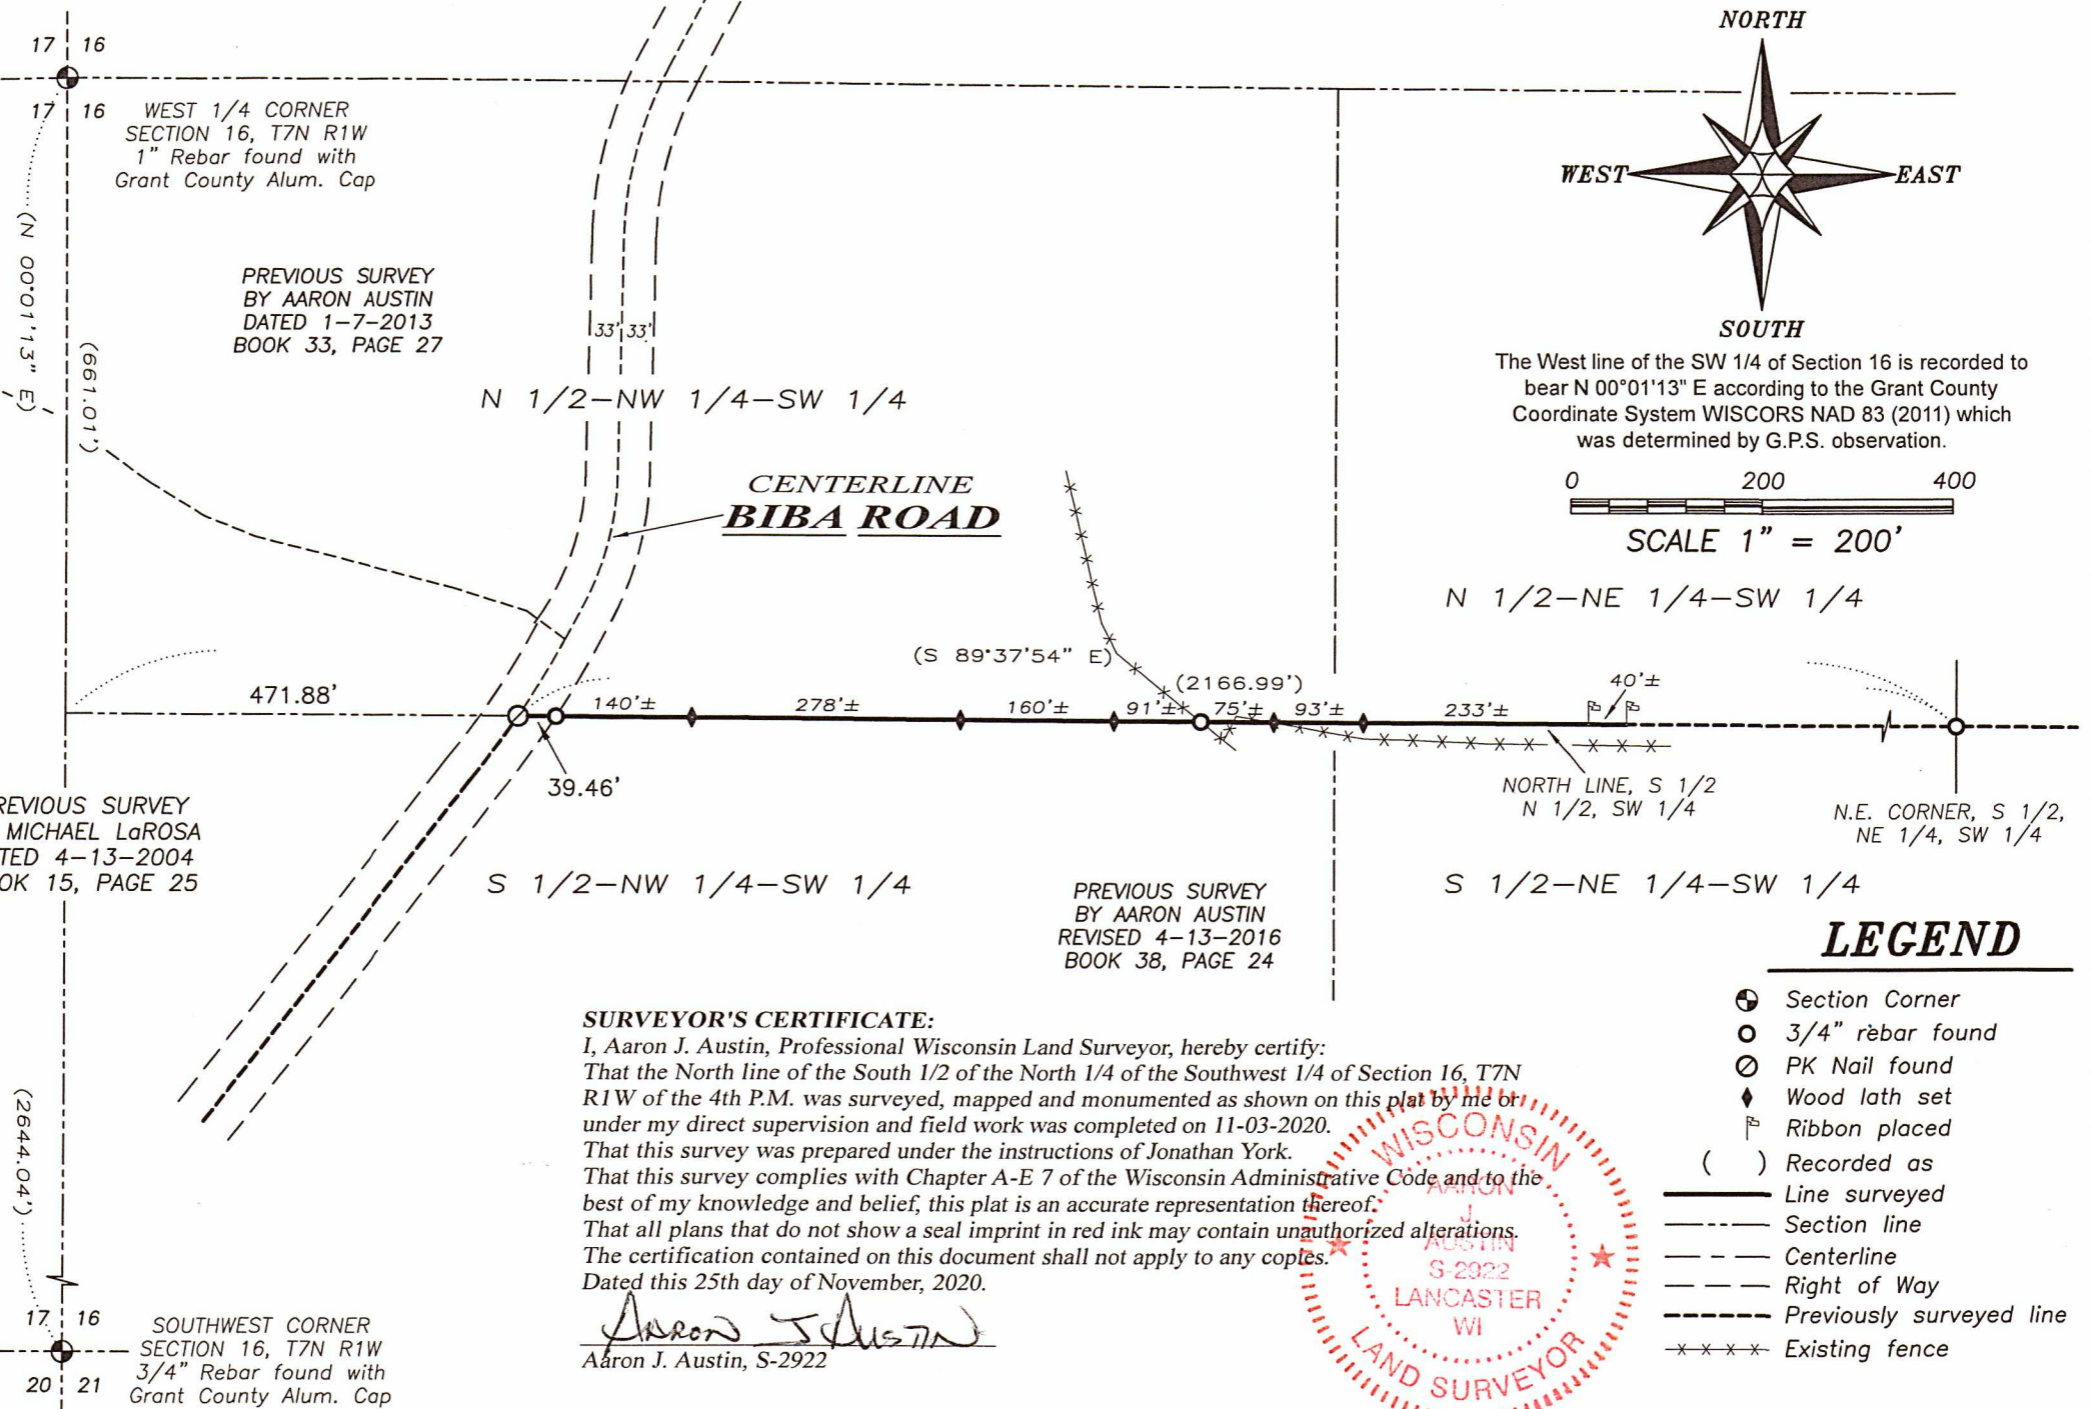 NORTH
WEST
EAST
SOUTH
17 16
17 16
WEST 1/4 CORNER
SECTION 16, T7N R1W
1" Rebar found with
Grant County Alum. Cap
(N 00°01'13" E)
(661.01')
PREVIOUS SURVEY
BY AARON AUSTIN
DATED 1-7-2013
BOOK 33, PAGE 27
33' 33'
The West line of the SW 1/4 of Section 16 is recorded to
bear N 00°01'13" E according to the Grant County
Coordinate System WISCORS NAD 83 (2011) which
was determined by G.P.S. observation.
0 200 400
SCALE 1" = 200'
N 1/2-NW 1/4-SW 1/4
CENTERLINE
BIBA ROAD
N 1/2-NE 1/4-SW 1/4
(S 89°37'54" E)
(2166.99')
471.88'
140'± 278'± 160'± 91'± 75'± 93'± 233'± 40'±
39.46'
NORTH LINE, S 1/2
N 1/2, SW 1/4
N.E. CORNER, S 1/2,
NE 1/4, SW 1/4
REVIOUS SURVEY
MICHAEL LaROSA
TED 4-13-2004
OK 15, PAGE 25
S 1/2-NW 1/4-SW 1/4
PREVIOUS SURVEY
BY AARON AUSTIN
REVISED 4-13-2016
BOOK 38, PAGE 24
S 1/2-NE 1/4-SW 1/4
LEGEND
Section Corner
3/4" rebar found
PK Nail found
Wood lath set
Ribbon placed
( ) Recorded as
Line surveyed
Section line
Centerline
Right of Way
Previously surveyed line
Existing fence
SURVEYOR'S CERTIFICATE:
I, Aaron J. Austin, Professional Wisconsin Land Surveyor, hereby certify:
That the North line of the South 1/2 of the North 1/4 of the Southwest 1/4 of Section 16, T7N
R1W of the 4th P.M. was surveyed, mapped and monumented as shown on this plat by me or
under my direct supervision and field work was completed on 11-03-2020.
That this survey was prepared under the instructions of Jonathan York.
That this survey complies with Chapter A-E 7 of the Wisconsin Administrative Code and to the
best of my knowledge and belief, this plat is an accurate representation thereof.
That all plans that do not show a seal imprint in red ink may contain unauthorized alterations.
The certification contained on this document shall not apply to any copies.
Dated this 25th day of November, 2020.
AARON J AUSTIN
Aaron J. Austin, S-2922
WISCONSIN
AARON
J
AUSTIN
S-2922
LANCASTER
WI
LAND SURVEYOR
(2644.04')
17 16
20 21
SOUTHWEST CORNER
SECTION 16, T7N R1W
3/4" Rebar found with
Grant County Alum. Cap